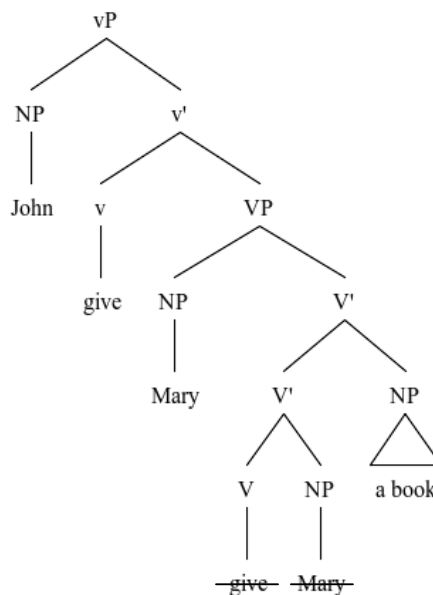 vP
NP v'
John v VP
give NP V'
Mary V' NP
V NP a book
give Mary